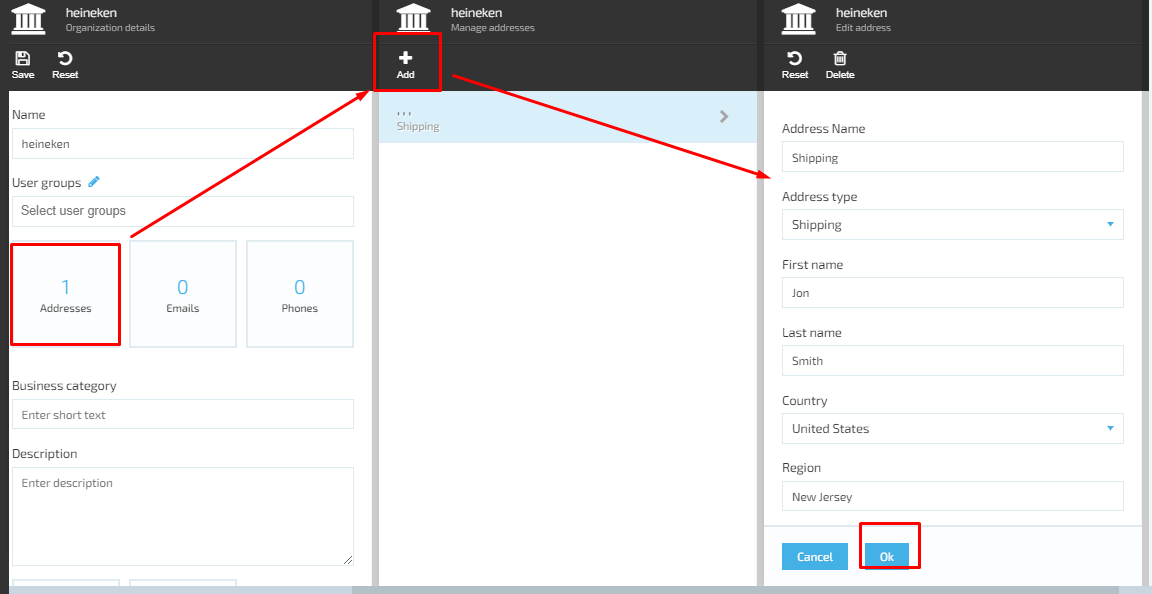 heineken
Organization details
Save
Reset
Name
heineken
User groups
Select user groups
1
Addresses
0
Emails
0
Phones
Business category
Enter short text
Description
Enter description
heineken
Manage addresses
Add
, , ,
Shipping
heineken
Edit address
Reset
Delete
Address Name
Shipping
Address type
Shipping
First name
Jon
Last name
Smith
Country
United States
Region
New Jersey
Cancel
Ok